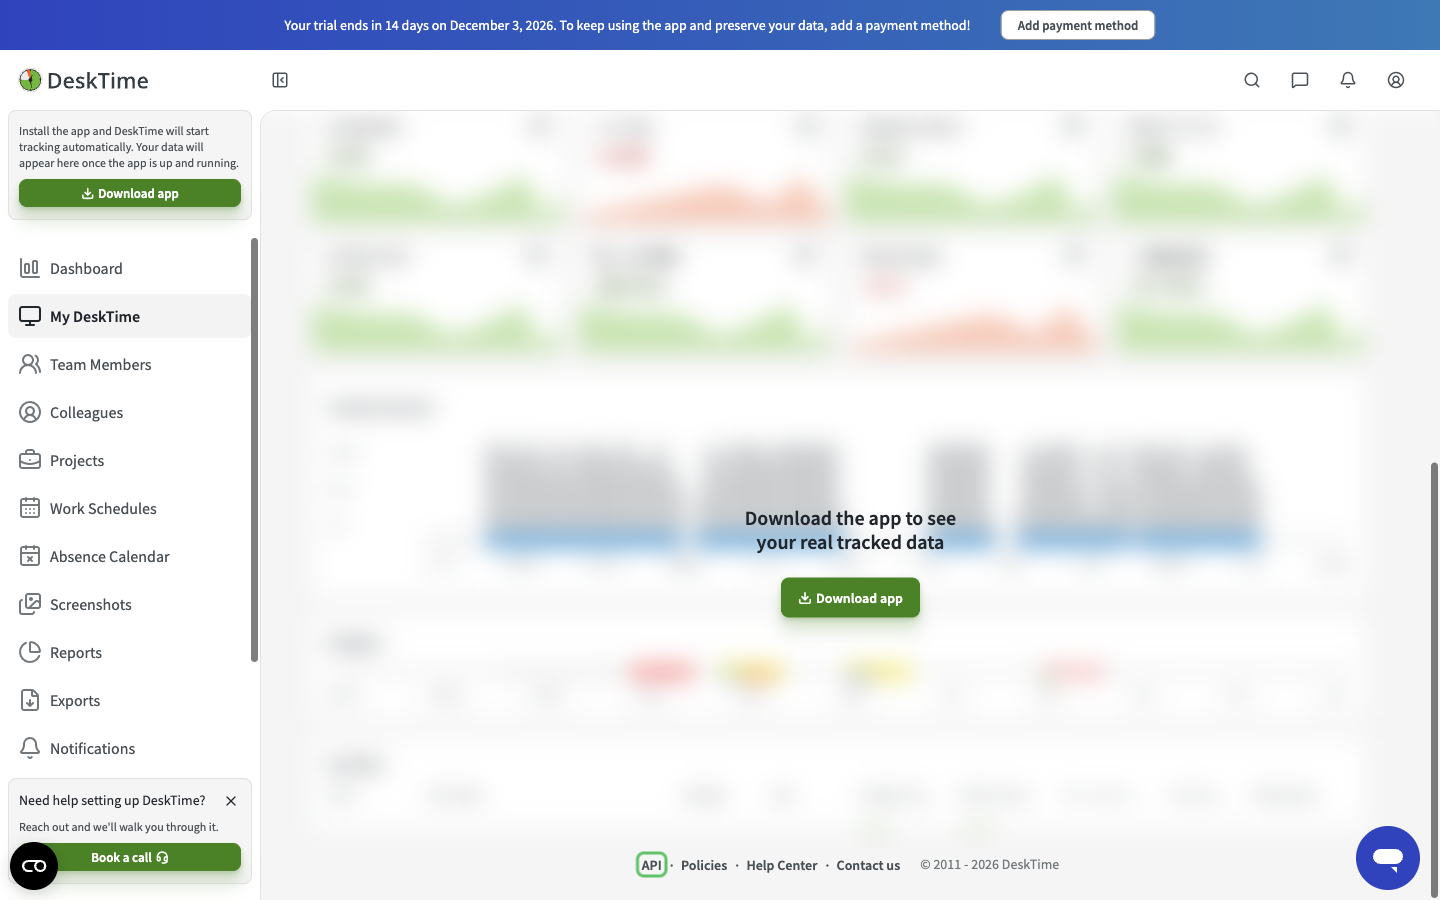 Your trial ends in 14 days on December 3, 2026. To keep using the app and preserve your data, add a payment method!
Add payment method
DeskTime
Install the app and DeskTime will start
tracking automatically. Your data will
appear here once the app is up and running.
Download app
Dashboard
My DeskTime
Team Members
Colleagues
Projects
Work Schedules
Absence Calendar
Screenshots
Reports
Exports
Notifications
Need help setting up DeskTime?
Reach out and we'll walk you through it.
Book a call
Download the app to see
your real tracked data
Download app
API · Policies · Help Center · Contact us © 2011 - 2026 DeskTime